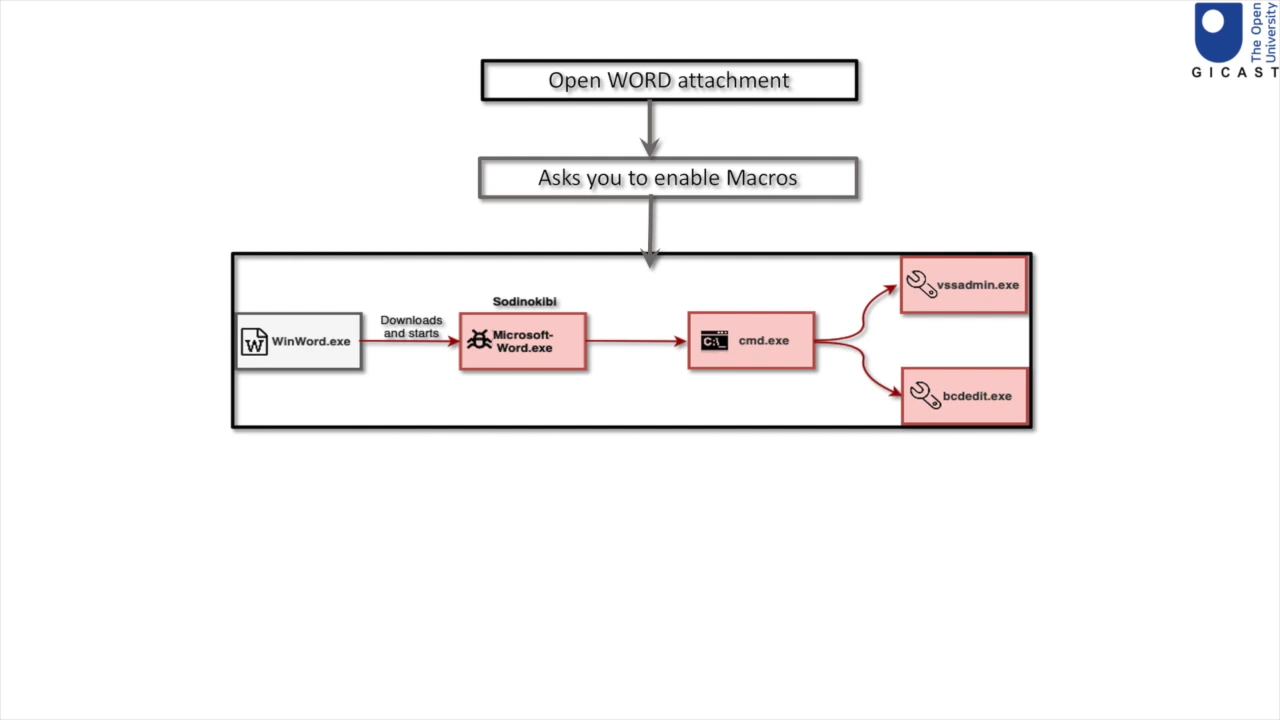 The Open
University
GICAST
Open WORD attachment
Asks you to enable Macros
Sodinokibi
WinWord.exe
Downloads
and starts
W
Microsoft-
Word.exe
C:\_
cmd.exe
vssadmin.exe
bcdedit.exe